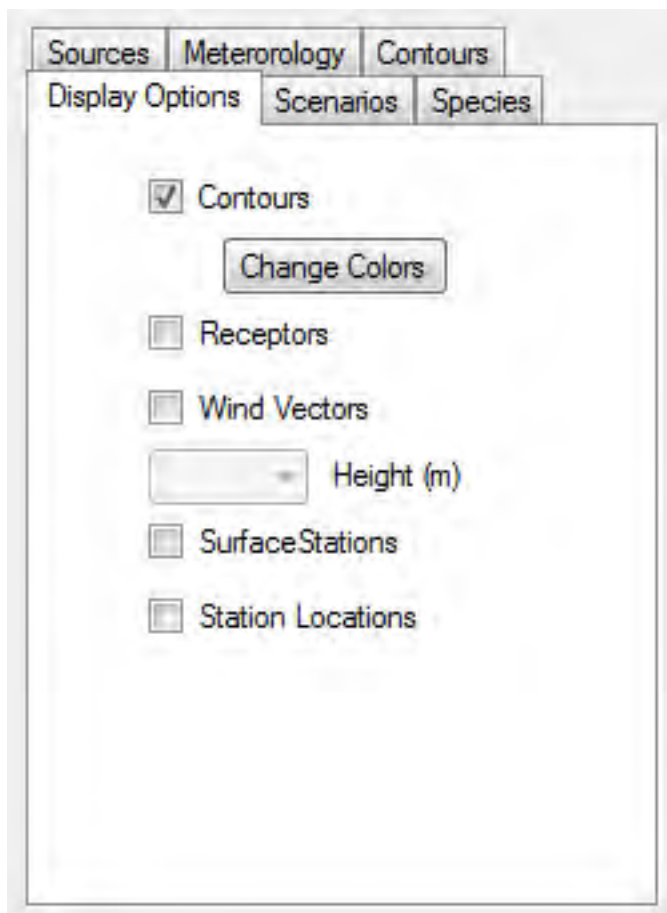 Sources Meterorology Contours
Display Options Scenarios Species
Contours
Change Colors
Receptors
Wind Vectors
Height (m)
SurfaceStations
Station Locations